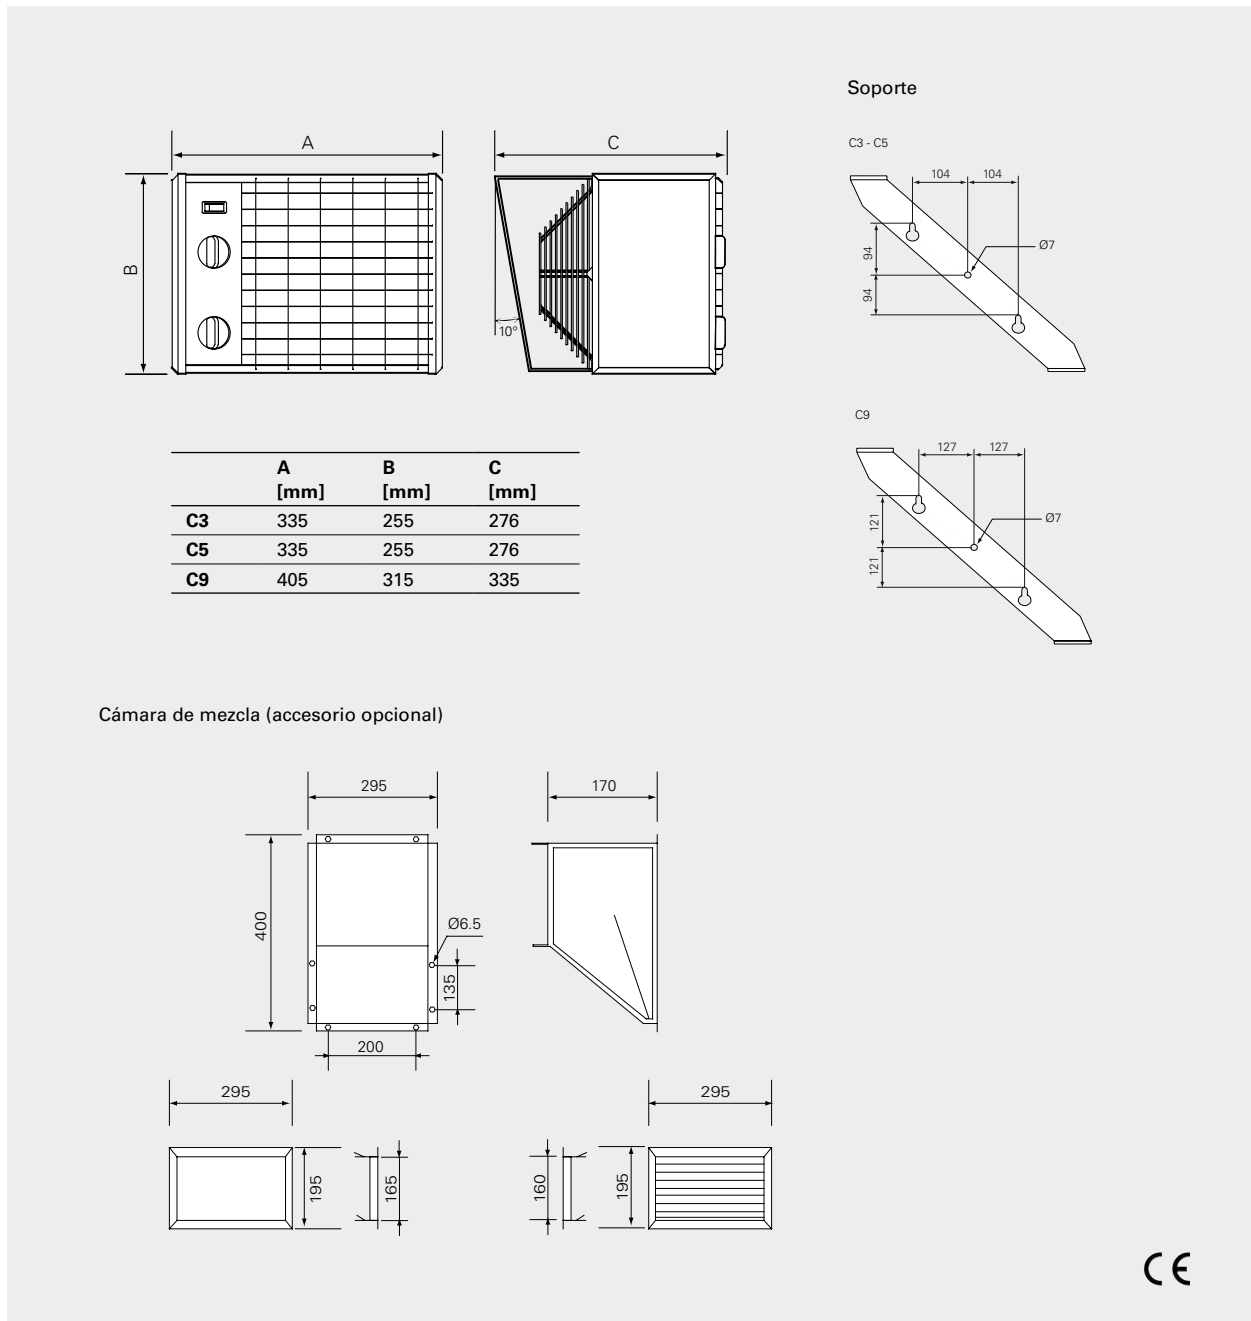 Soporte
A
C
B
10°
C3 - C5
104
104
94
94
Ø7
C9
127
127
121
121
Ø7
A B C
[mm] [mm] [mm]
C3 335 255 276
C5 335 255 276
C9 405 315 335
Cámara de mezcla (accesorio opcional)
295
170
400
Ø6.5
135
200
295
295
195
165
160
195
CE